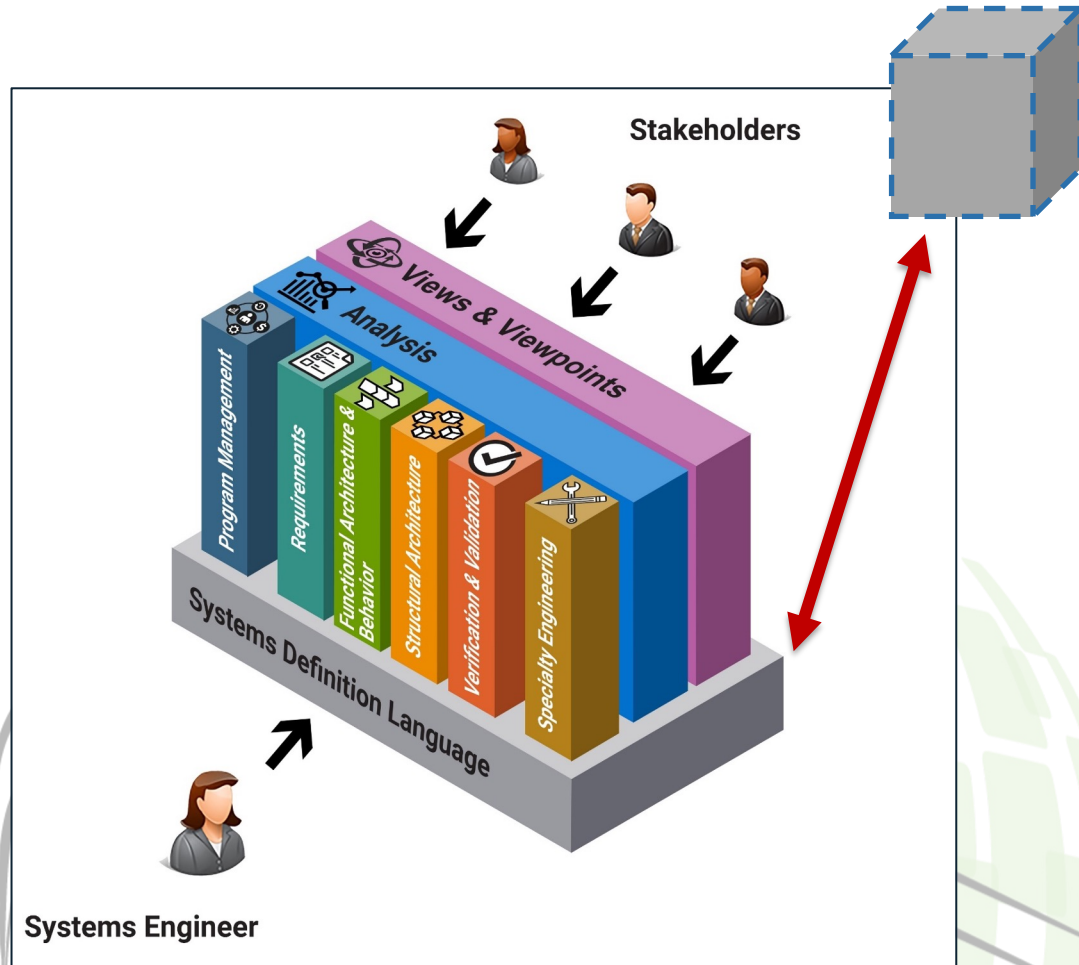 Stakeholders
Views & Viewpoints
Analysis
Program Management
Requirements
Functional Architecture &
Behavior
Structural Architecture
Verification & Validation
Specialty Engineering
Systems Definition Language
Systems Engineer